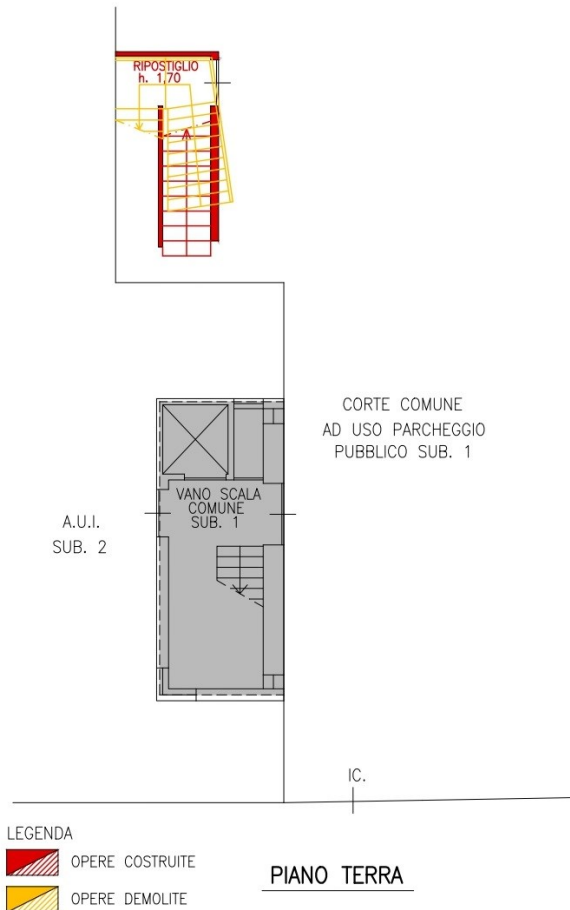 RIPOSTIGLIO
h. 1,70
CORTE COMUNE
AD USO PARCHEGGIO
PUBBLICO SUB. 1
VANO SCALA
COMUNE
SUB. 1
A.U.I.
SUB. 2
IC.
LEGENDA
OPERE COSTRUITE
OPERE DEMOLITE
PIANO TERRA